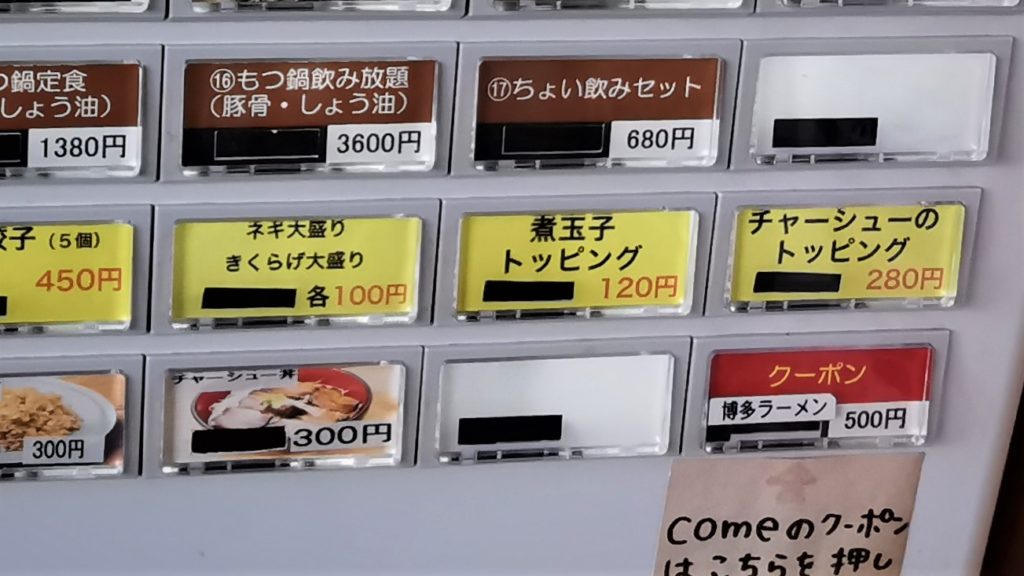 つ鍋定食
しょう油）
1380円
⑯もつ鍋飲み放題
（豚骨・しょう油）
3600円
⑰ちょい飲みセット
680円
餃子（５個）
450円
ネギ大盛り
きくらげ大盛り
各100円
煮玉子
トッピング
120円
チャーシューの
トッピング
280円
300円
チャーシュー丼
300円
クーポン
博多ラーメン
500円
comeのクーポン
はこちらを押し